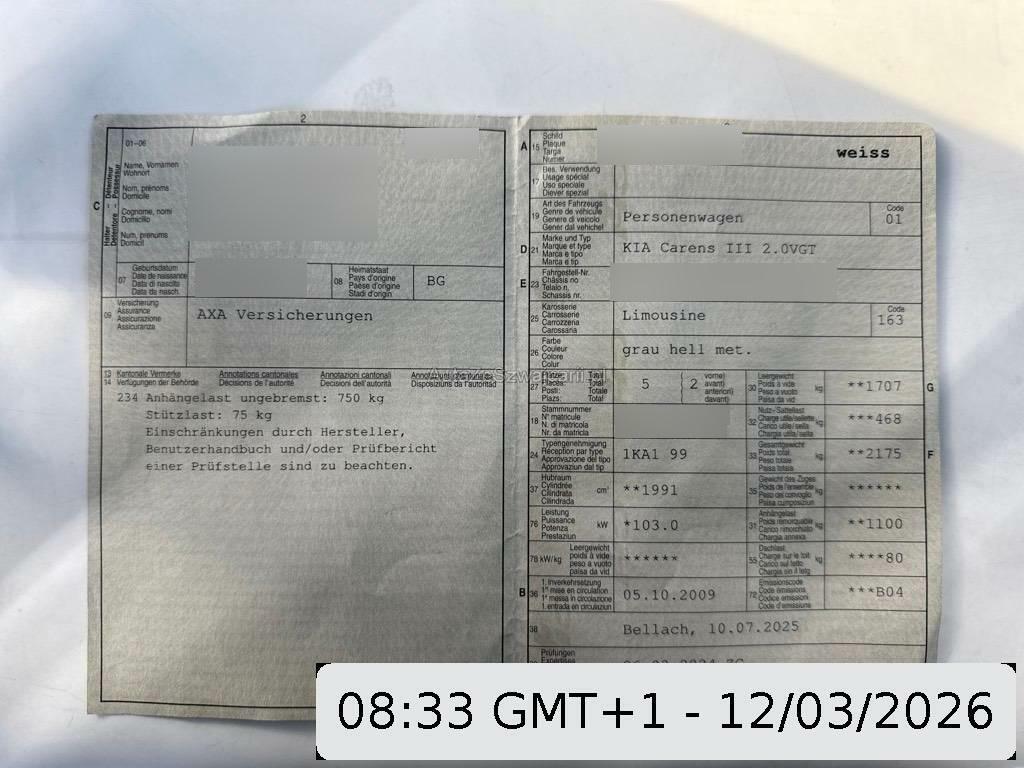 2
01-06
Name, Vornamen
Wohnort
Nom, prénoms
Domicile
Cognome, nomi
Domicilio
Num, prenums
Domicil
C
Halter - Détenteur
Detentore - Possessur
07
Geburtsdatum
Date de naissance
Data di nascita
Data da nasch.
08
Heimatstaat
Pays d'origine
Paese d'origine
Stadi d'origin
BG
09
Versicherung
Assurance
Assicurazione
Assicuranza
AXA Versicherungen
13 Kantonale Vermerke Annotations cantonales Annotazioni cantonali Annotaziuns chantunalas
14 Verfügungen der Behörde Décisions de l'autorité Decisioni dell'autorità Disposiziuns da l'autoritad
234 Anhängelast ungebremst: 750 kg
Stützlast: 75 kg
Einschränkungen durch Hersteller,
Benutzerhandbuch und/oder Prüfbericht
einer Prüfstelle sind zu beachten.
A 15
Schild
Plaque
Targa
Numer
weiss
17
Bes. Verwendung
Usage spécial
Uso speciale
Diever spezial
19
Art des Fahrzeugs
Genre de véhicule
Genere di veicolo
Gener dal vehichel
Personenwagen
Code
01
D 21
Marke und Typ
Marque et type
Marca e tipo
Marca e tip
KIA Carens III 2.0VGT
E 23
Fahrgestell-Nr.
Châssis no
Telaio n.
Schassis nr.
25
Karosserie
Carrosserie
Carrozzeria
Carossaria
Limousine
Code
163
26
Farbe
Couleur
Colore
Colur
grau hell met.
27
Plätze: Total
Places: Total
Posti: Totale
Plazs: Total
5
2
vorne)
avant)
anteriori)
davant)
30
Leergewicht
Poids à vide
Peso a vuoto
Paisa da vid
kg
**1707
G
18
Stammnummer
N° matricule
N. di matricola
Nr. da matricla
32
Nutz-/Sattellast
Charge utile/sellette
Carico utile/sella
Chargia utila/sella
kg
***468
24
Typengenehmigung
Réception par type
Approvazione del tipo
Approvaziun dal tip
1KA1 99
33
Gesamtgewicht
Poids total
Peso totale
Paisa totala
kg
**2175
F
37
Hubraum
Cylindrée
Cilindrata
Cilindrada
cm³
**1991
35
Gewicht des Zuges
Poids de l'ensemble
Peso del convoglio
Paisa cumposiziun
kg
******
76
Leistung
Puissance
Potenza
Prestaziun
kW
*103.0
31
Anhängelast
Poids remorquable
Carico rimorchiato
Chargia annexa
kg
**1100
78 kW/kg
Leergewicht
poids à vide
peso a vuoto
paisa da vid
******
55
Dachlast
Charge sur le toit
Carico sul tetto
Chargia sin il tetg
kg
****80
B 36
1. Inverkehrsetzung
1re mise en circulation
1a messa in circolazione
1. entrada en circulaziun
05.10.2009
72
Emissionscode
Code émissions
Codice emissioni
Code d'emissiuns
***B04
38
Bellach, 10.07.2025
Prüfungen
Expertises
08:33 GMT+1 - 12/03/2026